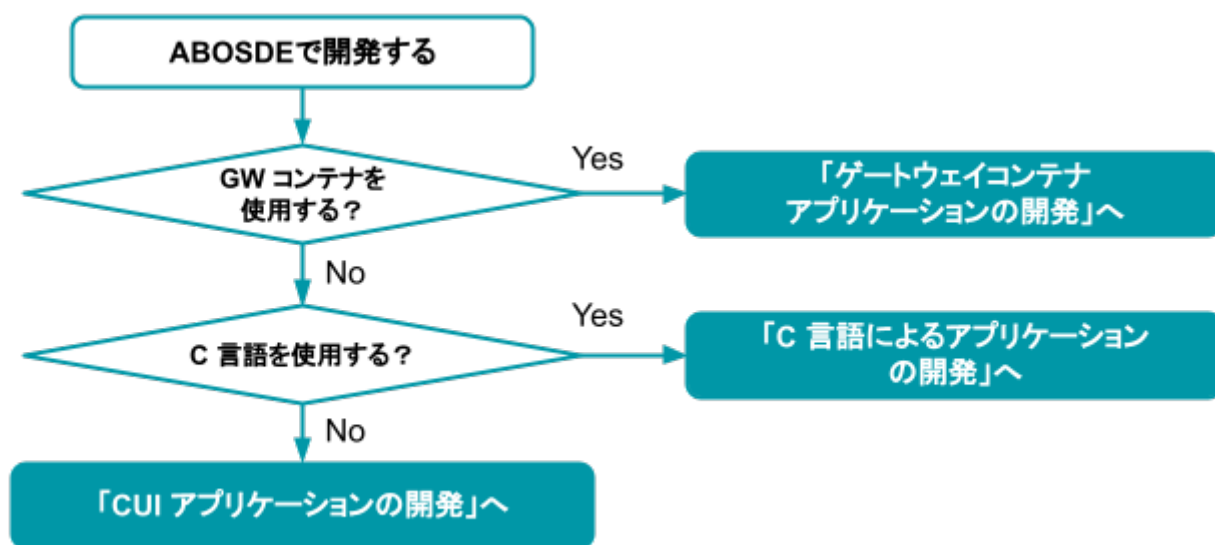 ABOSDEで開発する
GW コンテナを
使用する？
Yes
「ゲートウェイコンテナ
アプリケーションの開発」へ
No
C 言語を使用する？
Yes
「C 言語によるアプリケーション
の開発」へ
No
「CUI アプリケーションの開発」へ